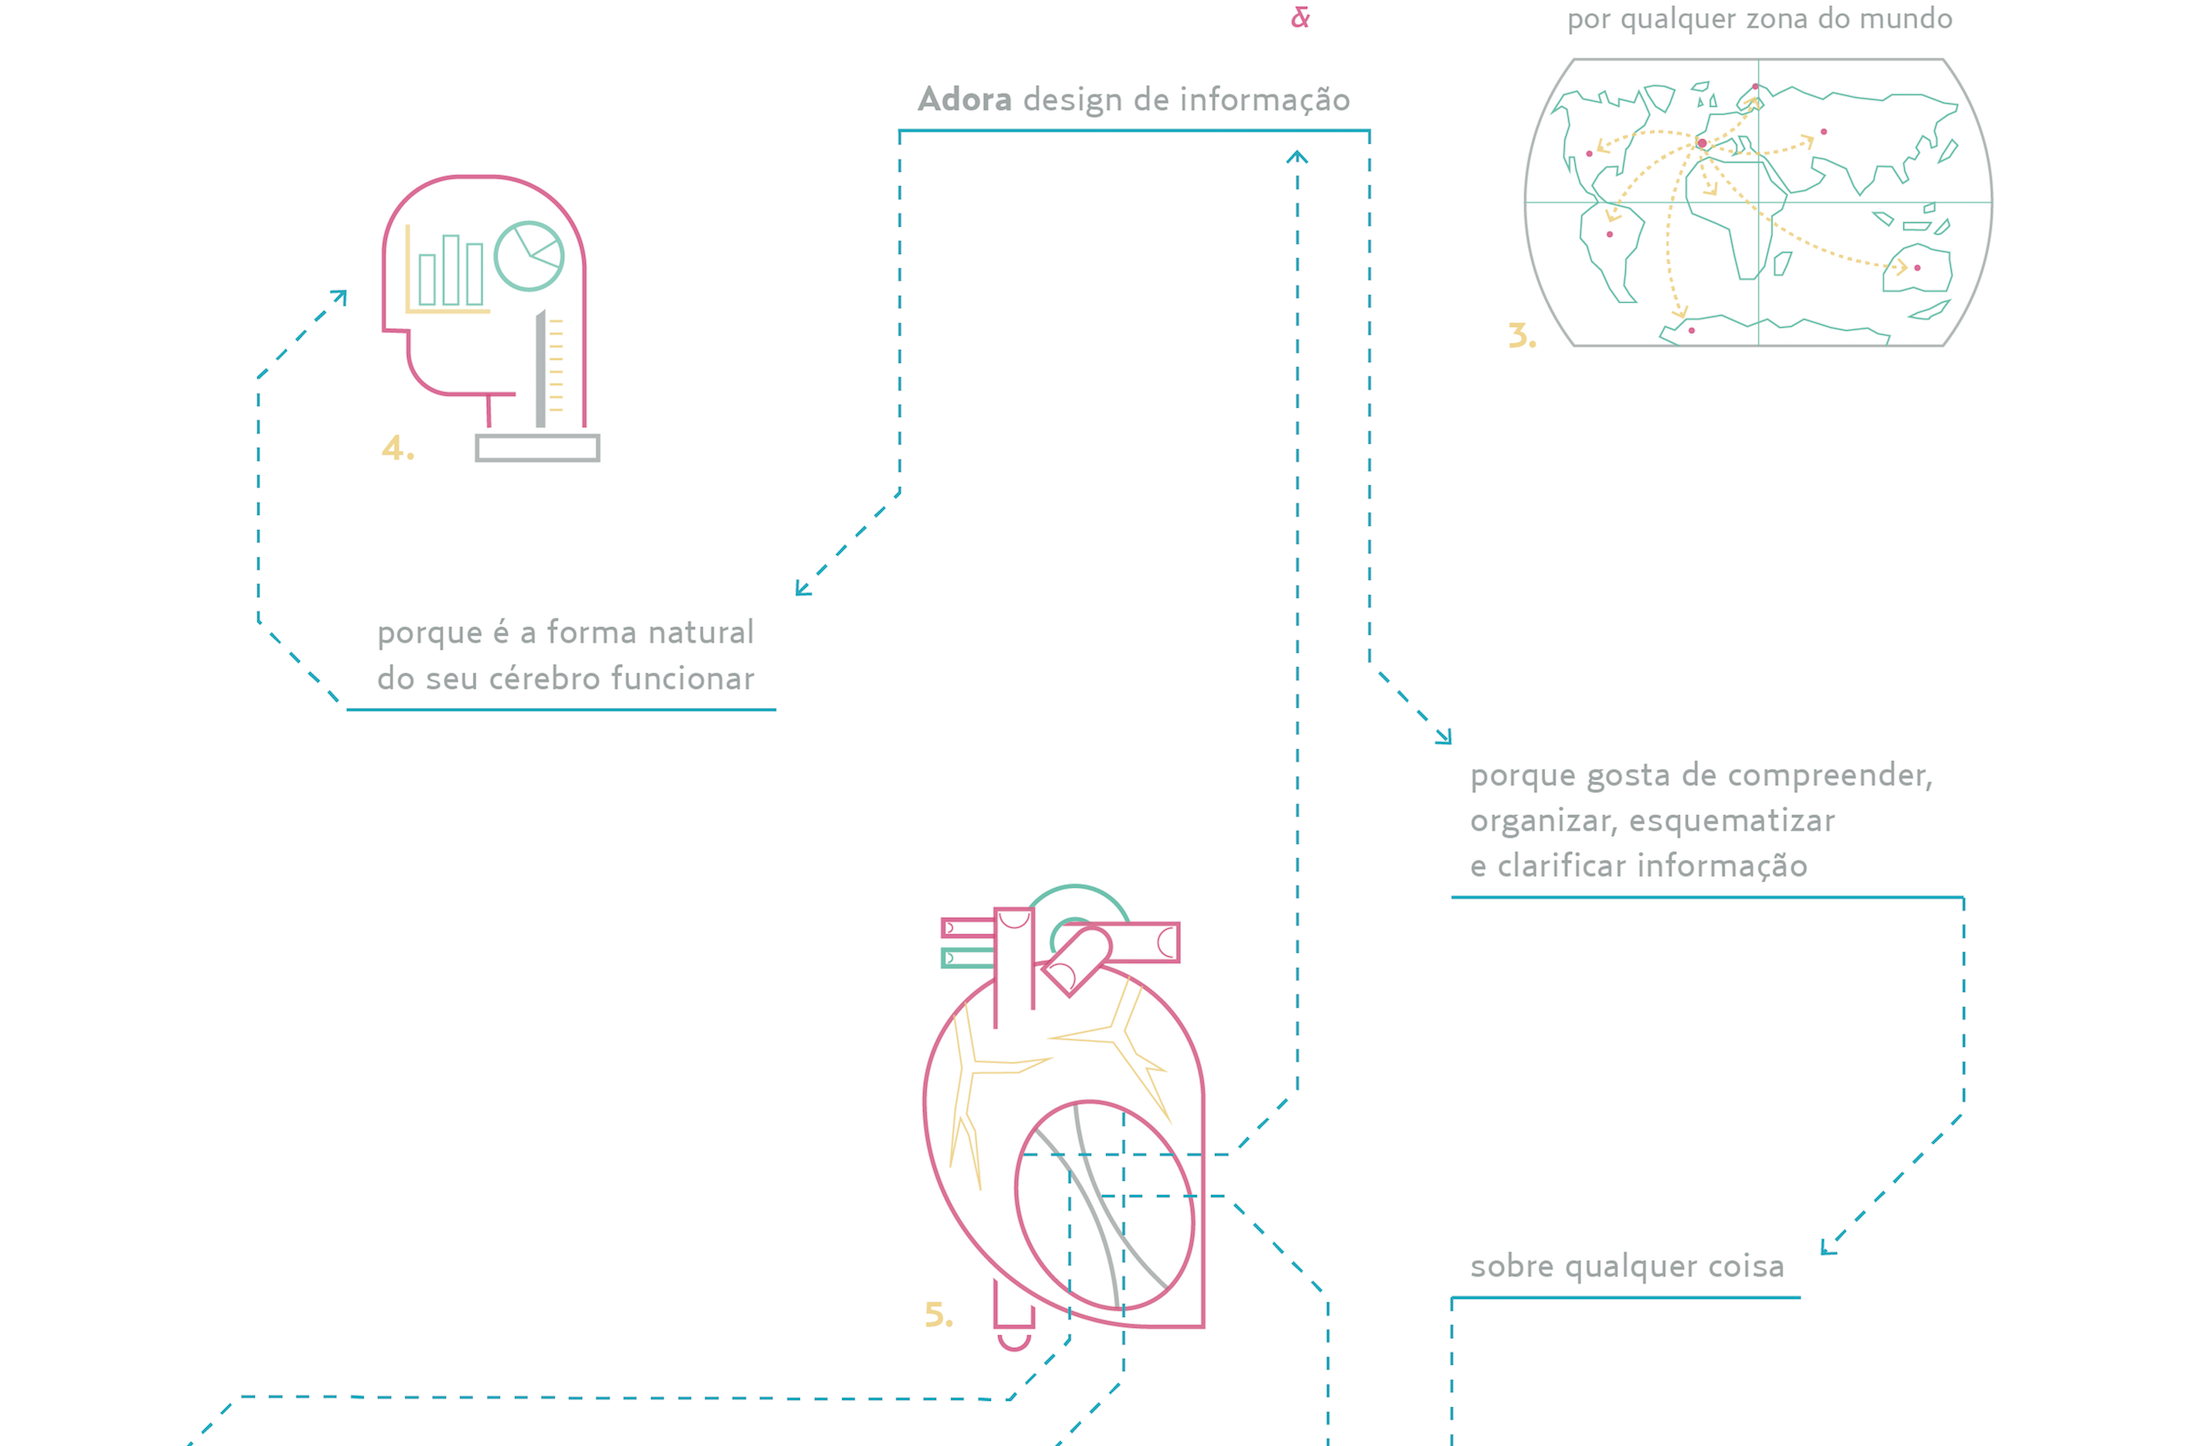 &
por qualquer zona do mundo
Adora design de informação
3.
4.
porque é a forma natural
do seu cérebro funcionar
porque gosta de compreender,
organizar, esquematizar
e clarificar informação
sobre qualquer coisa
5.